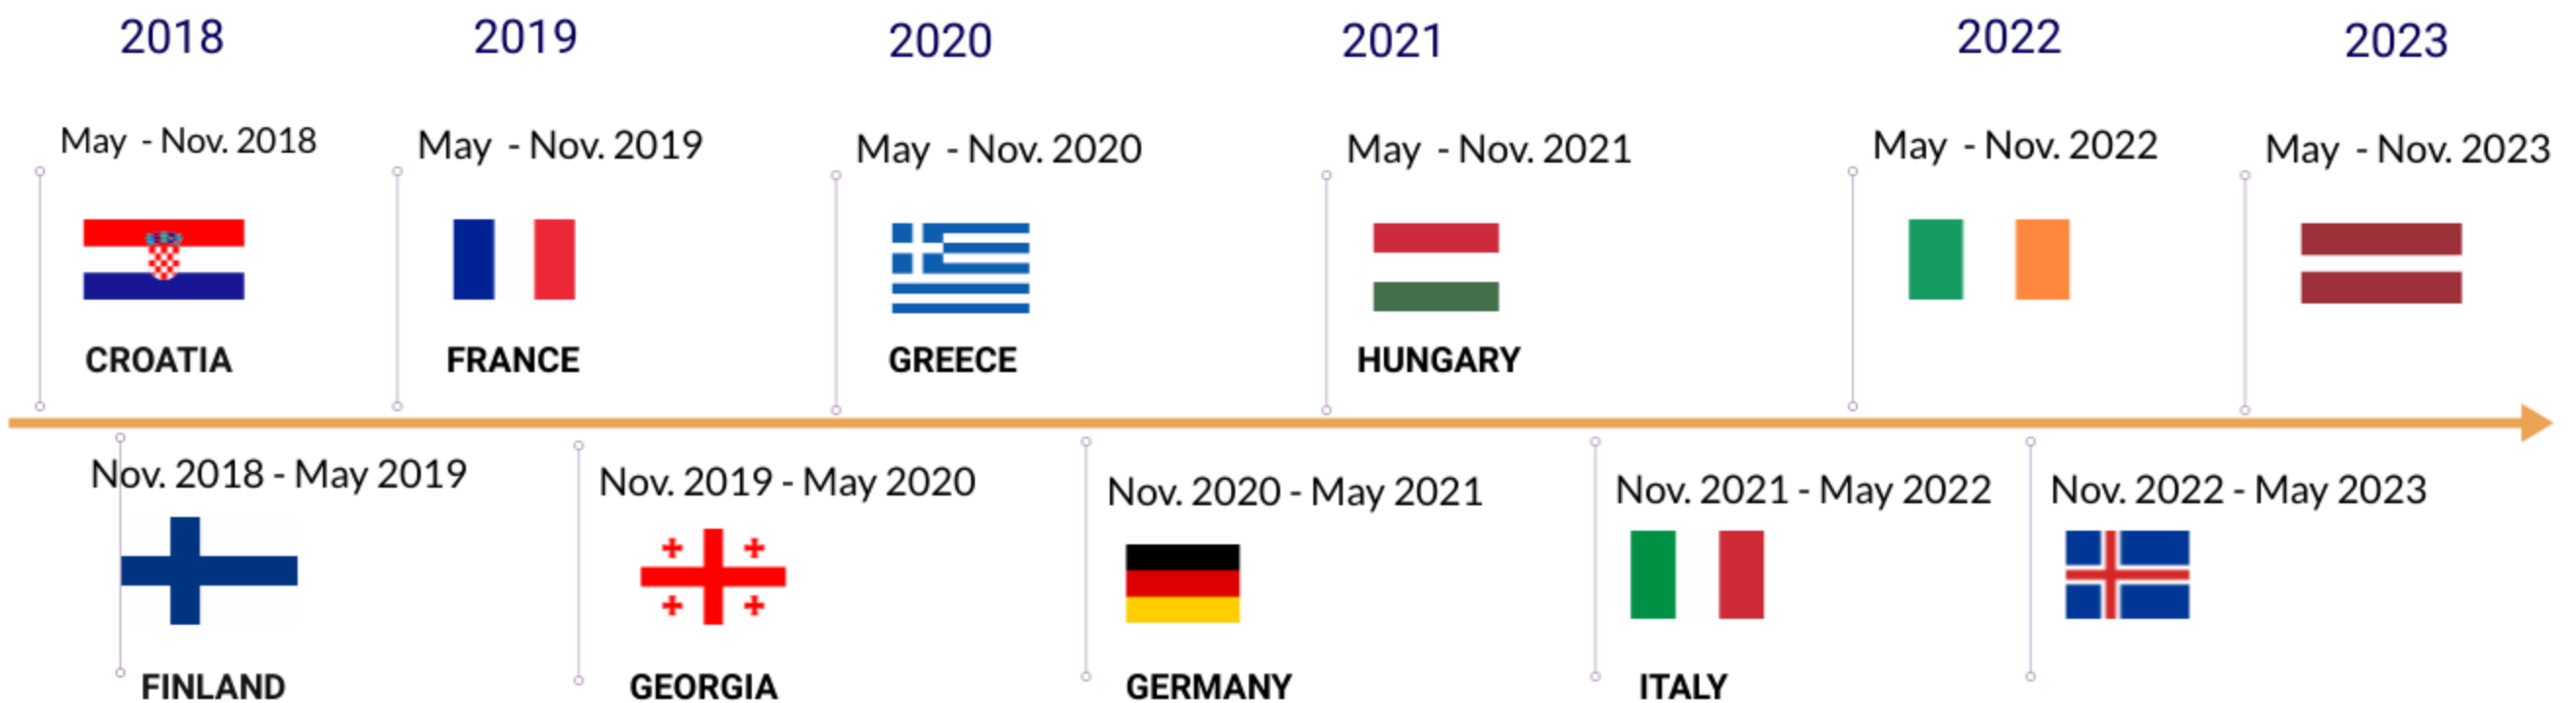 2018
2019
2020
2021
2022
2023
May - Nov. 2018
May - Nov. 2019
May - Nov. 2020
May - Nov. 2021
May - Nov. 2022
May - Nov. 2023
CROATIA
FRANCE
GREECE
HUNGARY
Nov. 2018 - May 2019
Nov. 2019 - May 2020
Nov. 2020 - May 2021
Nov. 2021 - May 2022
Nov. 2022 - May 2023
FINLAND
GEORGIA
GERMANY
ITALY